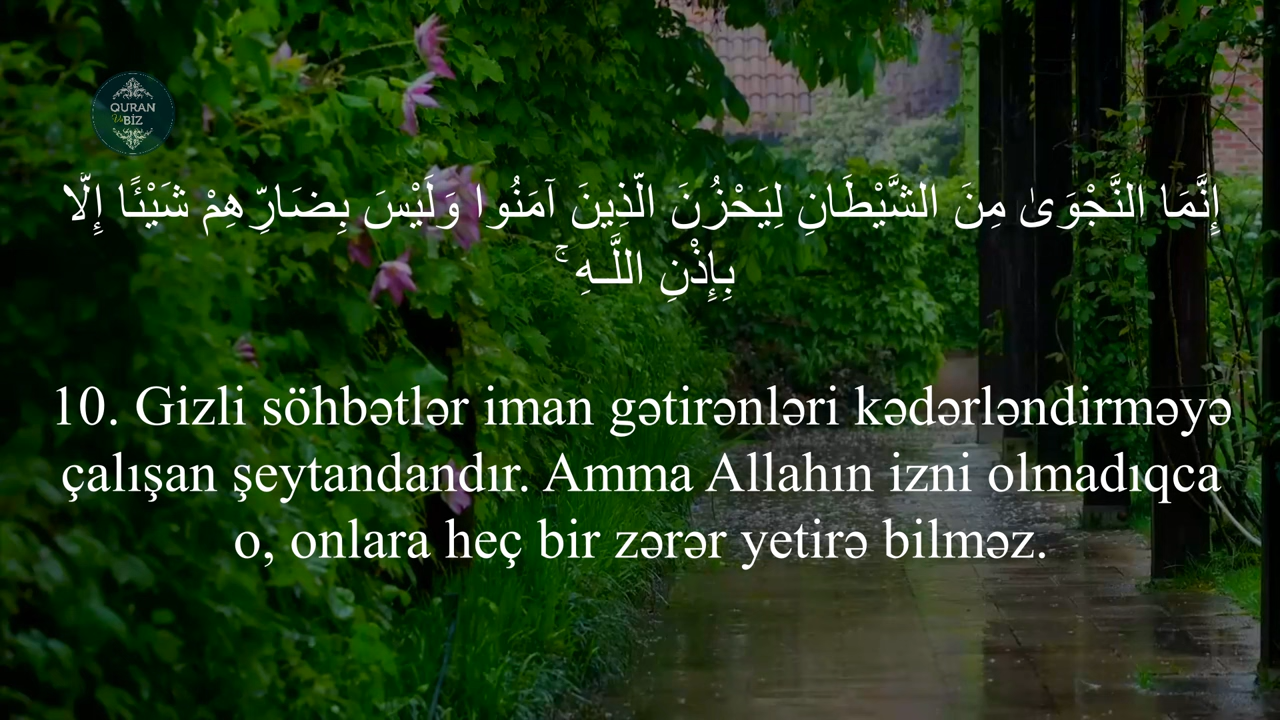 QURAN
Və BİZ
إِنَّمَا النَّجْوَىٰ مِنَ الشَّيْطَانِ لِيَحْزُنَ الَّذِينَ آمَنُوا وَلَيْسَ بِضَارِّهِمْ شَيْئًا إِلَّا
بِإِذْنِ اللَّـهِ ۚ
10. Gizli söhbətlər iman gətirənləri kədərləndirməyə
çalışan şeytandandır. Amma Allahın izni olmadıqca
o, onlara heç bir zərər yetirə bilməz.